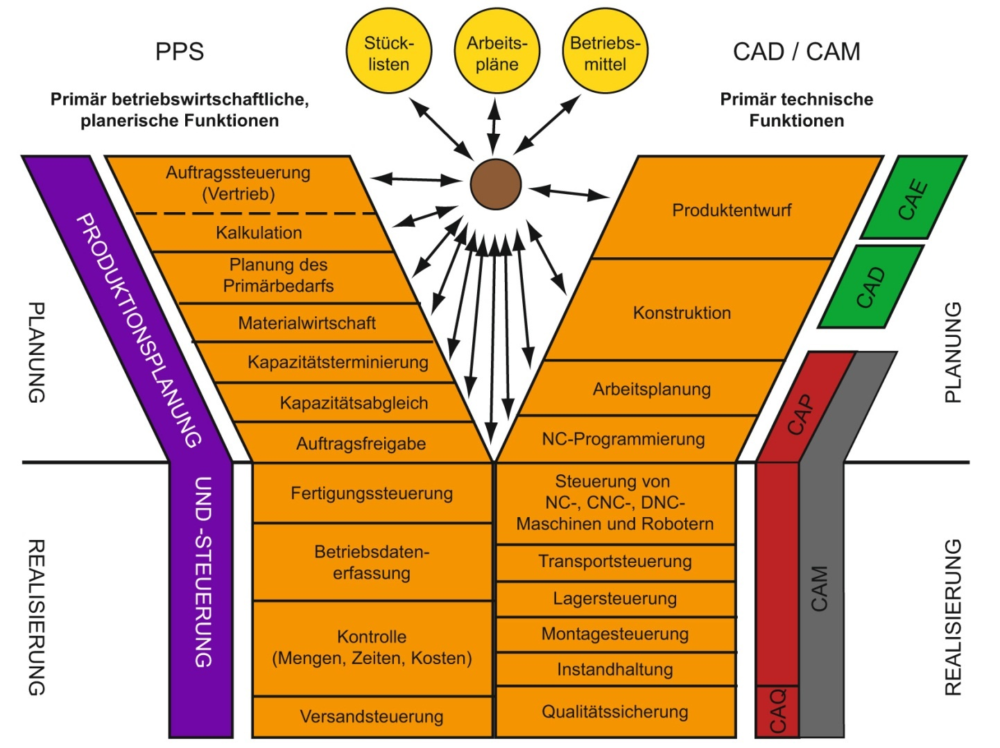 PPS
Primär betriebswirtschaftliche,
planerische Funktionen
Stück-
listen
Arbeits-
pläne
Betriebs-
mittel
CAD / CAM
Primär technische
Funktionen
PLANUNG
REALISIERUNG
PRODUKTIONSPLANUNG
UND -STEUERUNG
Auftragssteuerung
(Vertrieb)
Kalkulation
Planung des
Primärbedarfs
Materialwirtschaft
Kapazitätsterminierung
Kapazitätsabgleich
Auftragsfreigabe
Fertigungssteuerung
Betriebsdaten-
erfassung
Kontrolle
(Mengen, Zeiten, Kosten)
Versandsteuerung
Produktentwurf
Konstruktion
Arbeitsplanung
NC-Programmierung
Steuerung von
NC-, CNC-, DNC-
Maschinen und Robotern
Transportsteuerung
Lagersteuerung
Montagesteuerung
Instandhaltung
Qualitätssicherung
CAE
CAD
CAP
CAM
CAQ
PLANUNG
REALISIERUNG